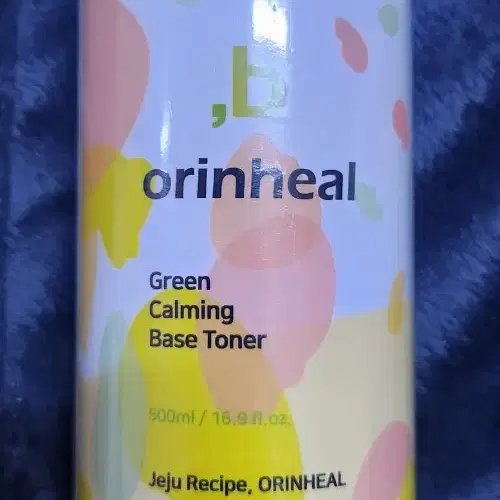 ,b
orinheal
Green
Calming
Base Toner
500ml / 16.9 fl.oz.
Jeju Recipe, ORINHEAL